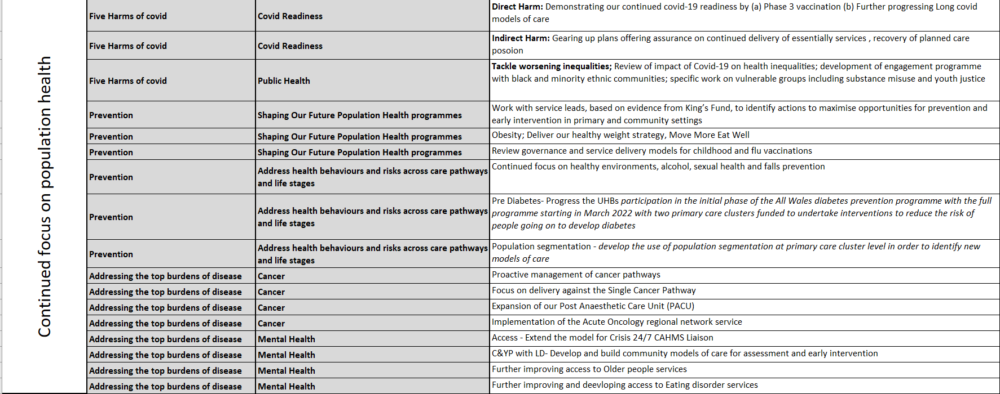 Continued focus on population health
Five Harms of covid
Covid Readiness
Direct Harm: Demonstrating our continued covid-19 readiness by (a) Phase 3 vaccination (b) Further progressing Long covid
models of care
Five Harms of covid
Covid Readiness
Indirect Harm: Gearing up plans offering assurance on continued delivery of essentially services , recovery of planned care
posoion
Five Harms of covid
Public Health
Tackle worsening inequalities; Review of impact of Covid-19 on health inequalities; development of engagement programme
with black and minority ethnic communities; specific work on vulnerable groups including substance misuse and youth justice
Prevention
Shaping Our Future Population Health programmes
Work with service leads, based on evidence from King’s Fund, to identify actions to maximise opportunities for prevention and
early intervention in primary and community settings
Prevention
Shaping Our Future Population Health programmes
Obesity; Deliver our healthy weight strategy, Move More Eat Well
Prevention
Shaping Our Future Population Health programmes
Review governance and service delivery models for childhood and flu vaccinations
Prevention
Address health behaviours and risks across care pathways
and life stages
Continued focus on healthy environments, alcohol, sexual health and falls prevention
Prevention
Address health behaviours and risks across care pathways
and life stages
Pre Diabetes- Progress the UHBs participation in the initial phase of the All Wales diabetes prevention programme with the full
programme starting in March 2022 with two primary care clusters funded to undertake interventions to reduce the risk of
people going on to develop diabetes
Prevention
Address health behaviours and risks across care pathways
and life stages
Population segmentation - develop the use of population segmentation at primary care cluster level in order to identify new
models of care
Addressing the top burdens of disease
Cancer
Proactive management of cancer pathways
Addressing the top burdens of disease
Cancer
Focus on delivery against the Single Cancer Pathway
Addressing the top burdens of disease
Cancer
Expansion of our Post Anaesthetic Care Unit (PACU)
Addressing the top burdens of disease
Cancer
Implementation of the Acute Oncology regional network service
Addressing the top burdens of disease
Mental Health
Access - Extend the model for Crisis 24/7 CAHMS Liaison
Addressing the top burdens of disease
Mental Health
C&YP with LD- Develop and build community models of care for assessment and early intervention
Addressing the top burdens of disease
Mental Health
Further improving access to Older people services
Addressing the top burdens of disease
Mental Health
Further improving and deevloping access to Eating disorder services